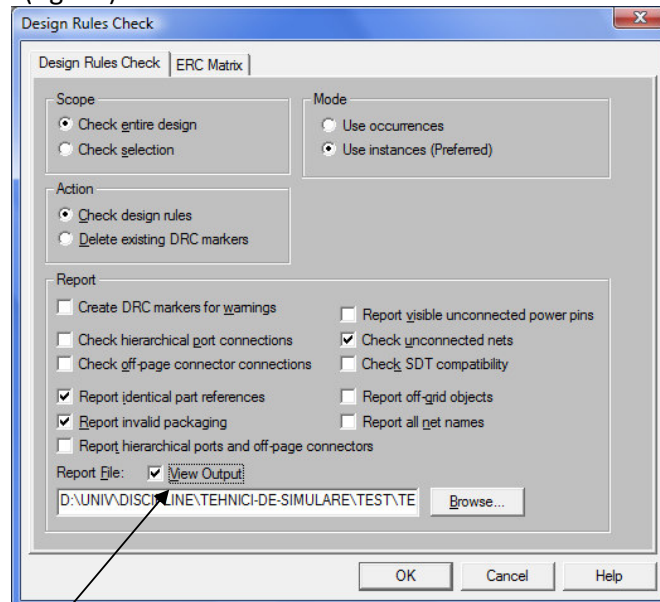 Design Rules Check
Design Rules Check ERC Matrix
Scope
Check entire design
Check selection
Mode
Use occurrences
Use instances (Preferred)
Action
Check design rules
Delete existing DRC markers
Report
Create DRC markers for warnings
Report visible unconnected power pins
Check hierarchical port connections
Check unconnected nets
Check off-page connector connections
Check SDT compatibility
Report identical part references
Report off-grid objects
Report invalid packaging
Report all net names
Report hierarchical ports and off-page connectors
Report File: View Output
D:\UNIV\DISCIPLINE\TEHNICI-DE-SIMULARE\TEST\TE Browse...
OK Cancel Help